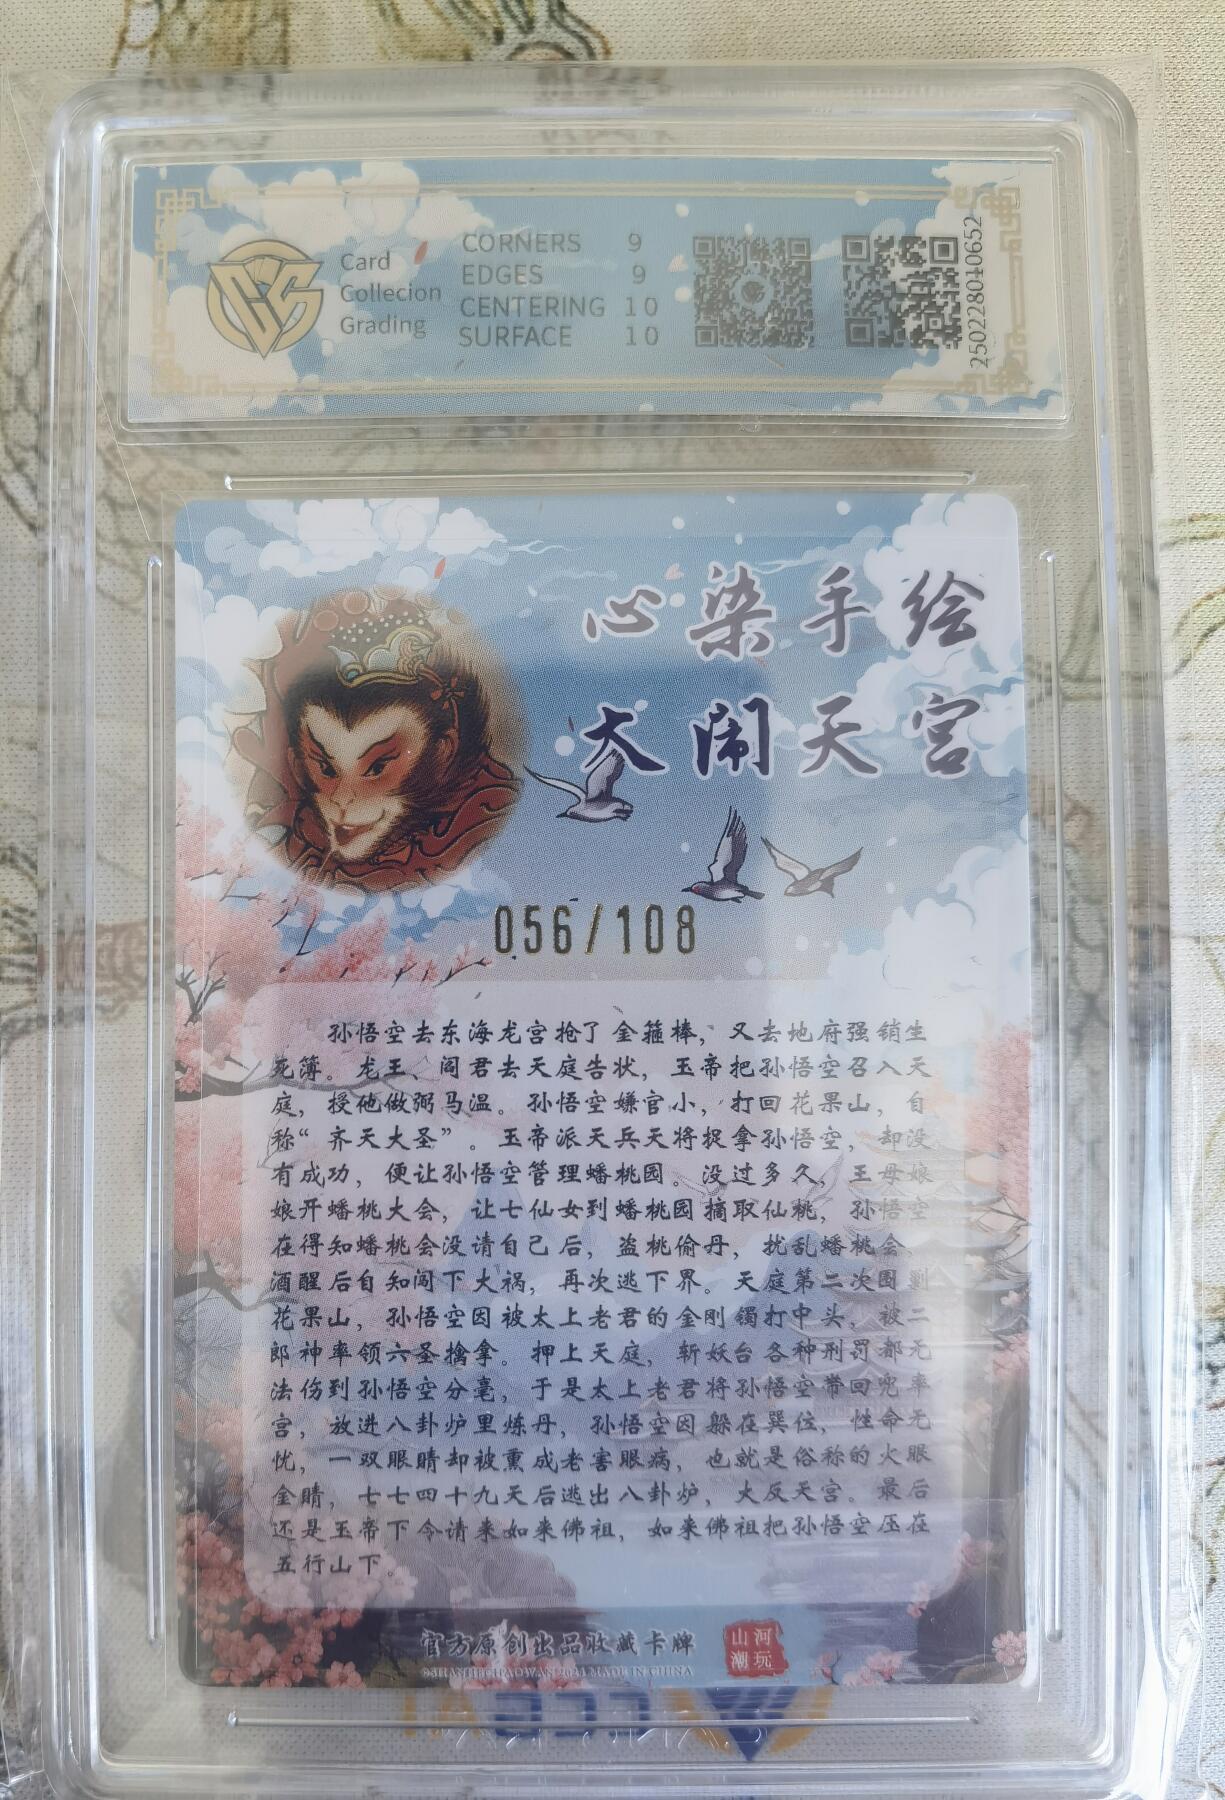 Card
Collecion
Grading
CORNERS 9
EDGES 9
CENTERING 10
SURFACE 10
250228010652
心染手绘
大闹天宫
056/108
孙悟空去东海龙宫抢了金箍棒，又去地府强销生
死簿。龙王、阎君去天庭告状，玉帝把孙悟空召入天
庭，授他做弼马温。孙悟空嫌官小，打回花果山，自
称“齐天大圣”。玉帝派天兵天将捉拿孙悟空，却没
有成功，便让孙悟空管理蟠桃园。没过多久，王母娘
娘开蟠桃大会，让七仙女到蟠桃园摘取仙桃，孙悟空
在得知蟠桃会没请自己后，盗桃偷丹，扰乱蟠桃会，
酒醒后自知闯下大祸，再次逃下界。天庭第二次围剿
花果山，孙悟空因被太上老君的金刚镯打中头，被二
郎神率领六圣擒拿。押上天庭，斩妖台各种刑罚都无
法伤到孙悟空分毫，于是太上老君将孙悟空带回兜率
宫，放进八卦炉里炼丹，孙悟空因躲在巽位，性命无
忧，一双眼睛却被熏成老害眼病，也就是俗称的火眼
金睛，七七四十九天后逃出八卦炉，大反天宫。最后
还是玉帝下令请来如来佛祖，如来佛祖把孙悟空压在
五行山下。
官方原创出品收藏卡牌
©SHANHECHAOWAN 2024 MADE IN CHINA
山河
潮玩